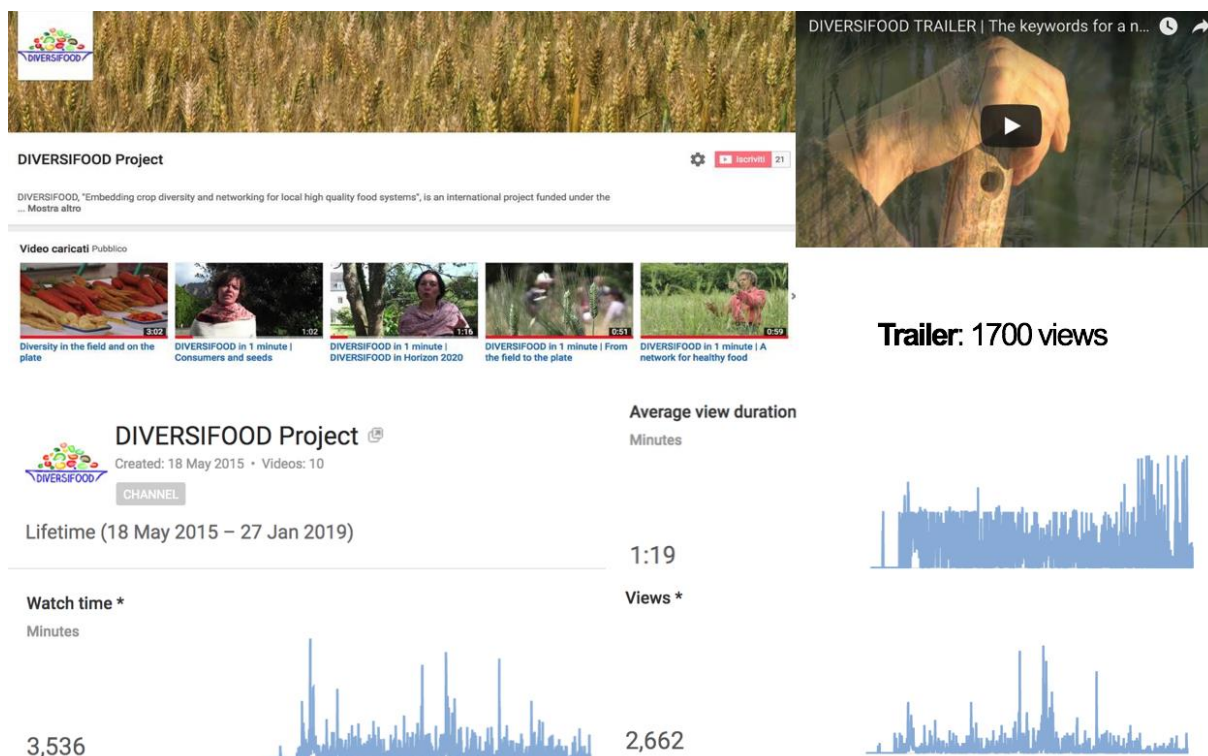 DIVERSIFOOD
DIVERSIFOOD TRAILER | The keywords for a n...
DIVERSIFOOD Project
Iscriviti 21
DIVERSIFOOD, "Embedding crop diversity and networking for local high quality food systems", is an international project funded under the
... Mostra altro
Video caricati Pubblico
3:02
1:02
1:16
0:51
0:59
Diversity in the field and on the
plate
DIVERSIFOOD in 1 minute |
Consumers and seeds
DIVERSIFOOD in 1 minute |
DIVERSIFOOD in Horizon 2020
DIVERSIFOOD in 1 minute | From
the field to the plate
DIVERSIFOOD in 1 minute | A
network for healthy food
Trailer: 1700 views
DIVERSIFOOD
DIVERSIFOOD Project
Created: 18 May 2015 • Videos: 10
CHANNEL
Lifetime (18 May 2015 – 27 Jan 2019)
Average view duration
Minutes
1:19
Watch time *
Minutes
3,536
Views *
2,662